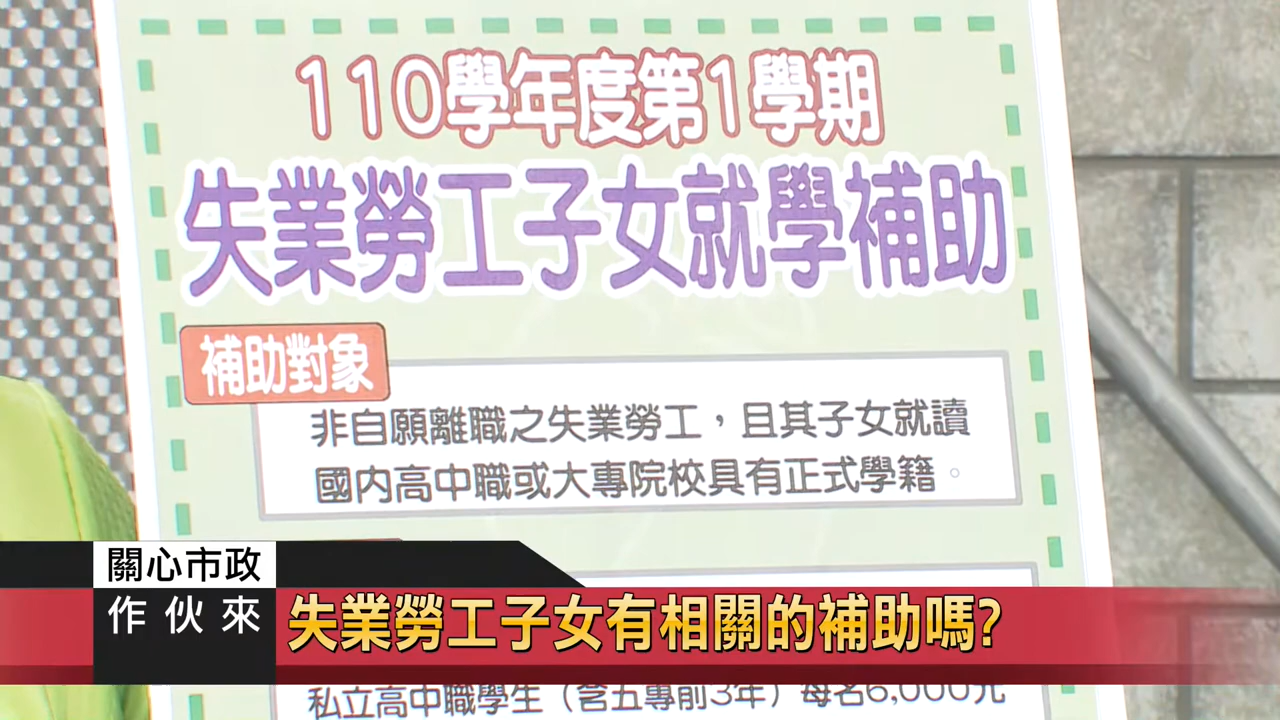 110學年度第1學期
失業勞工子女就學補助
補助對象
非自願離職之失業勞工，且其子女就讀
國內高中職或大專院校具有正式學籍。
關心市政
作伙來
失業勞工子女有相關的補助嗎?
私立高中職學生（含五專前3年）每名6,000元